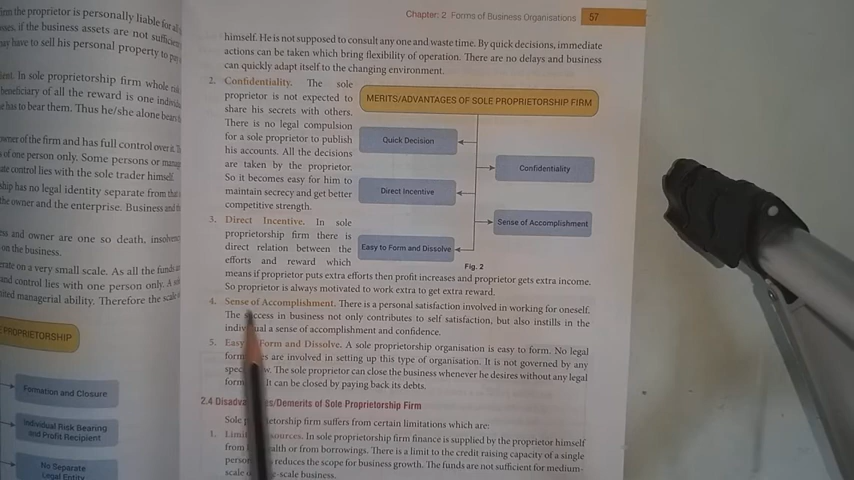 firm the proprietor is personally liable for all
if the business assets are not sufficient
may have to sell his personal property to pay
In sole proprietorship firm whole
beneficiary of all the reward is one
has to bear them. Thus he/she alone bears
owner of the firm and has full control over it.
of one person only. Some persons or
control lies with the sole trader himself.
has no legal identity separate from
the owner and the enterprise. Business and
and owner are one so death,
on the business.
on a very small scale. As all the funds
and control lies with one person only. A
managerial ability. Therefore the scale
PROPRIETORSHIP
Formation and Closure
Individual Risk Bearing
and Profit Recipient
No Separate
Legal Entity
Chapter: 2 Forms of Business Organisations 57
himself. He is not supposed to consult any one and waste time. By quick decisions, immediate
actions can be taken which bring flexibility of operation. There are no delays and business
can quickly adapt itself to the changing environment.
2. Confidentiality. The sole
proprietor is not expected to
share his secrets with others.
There is no legal compulsion
for a sole proprietor to publish
his accounts. All the decisions
are taken by the proprietor.
So it becomes easy for him to
maintain secrecy and get better
competitive strength.
MERITS/ADVANTAGES OF SOLE PROPRIETORSHIP FIRM
Quick Decision
Confidentiality
Direct Incentive
Sense of Accomplishment
Easy to Form and Dissolve
Fig. 2
3. Direct Incentive. In sole
proprietorship firm there is
direct relation between the
efforts and reward which
means if proprietor puts extra efforts then profit increases and proprietor gets extra income.
So proprietor is always motivated to work extra to get extra reward.
4. Sense of Accomplishment. There is a personal satisfaction involved in working for oneself.
The success in business not only contributes to self satisfaction, but also instills in the
individual a sense of accomplishment and confidence.
5. Easy Form and Dissolve. A sole proprietorship organisation is easy to form. No legal
are involved in setting up this type of organisation. It is not governed by any
The sole proprietor can close the business whenever he desires without any legal
It can be closed by paying back its debts.
2.4 Disadvantages/Demerits of Sole Proprietorship Firm
Sole proprietorship firm suffers from certain limitations which are:
1. Limited Resources. In sole proprietorship firm finance is supplied by the proprietor himself
from or from borrowings. There is a limit to the credit raising capacity of a single
reduces the scope for business growth. The funds are not sufficient for medium-
scale business.